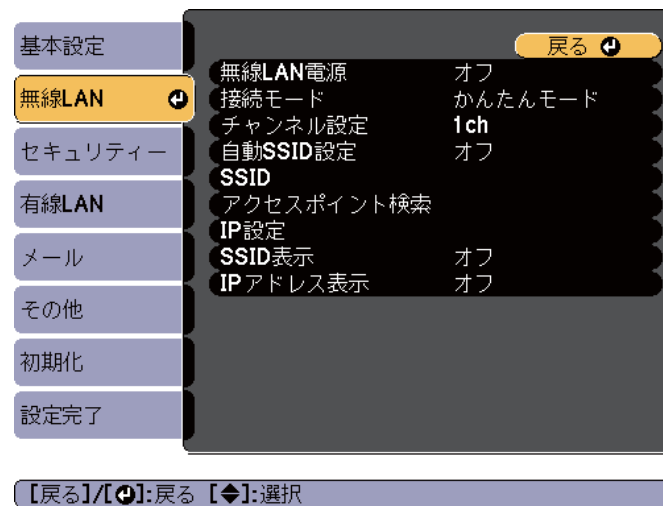 基本設定
無線LAN
セキュリティー
有線LAN
メール
その他
初期化
設定完了
戻る
無線LAN電源 オフ
接続モード かんたんモード
チャンネル設定 1ch
自動SSID設定 オフ
SSID
アクセスポイント検索
IP設定
SSID表示 オフ
IPアドレス表示 オフ
[戻る]/[⏎]:戻る [◆]:選択